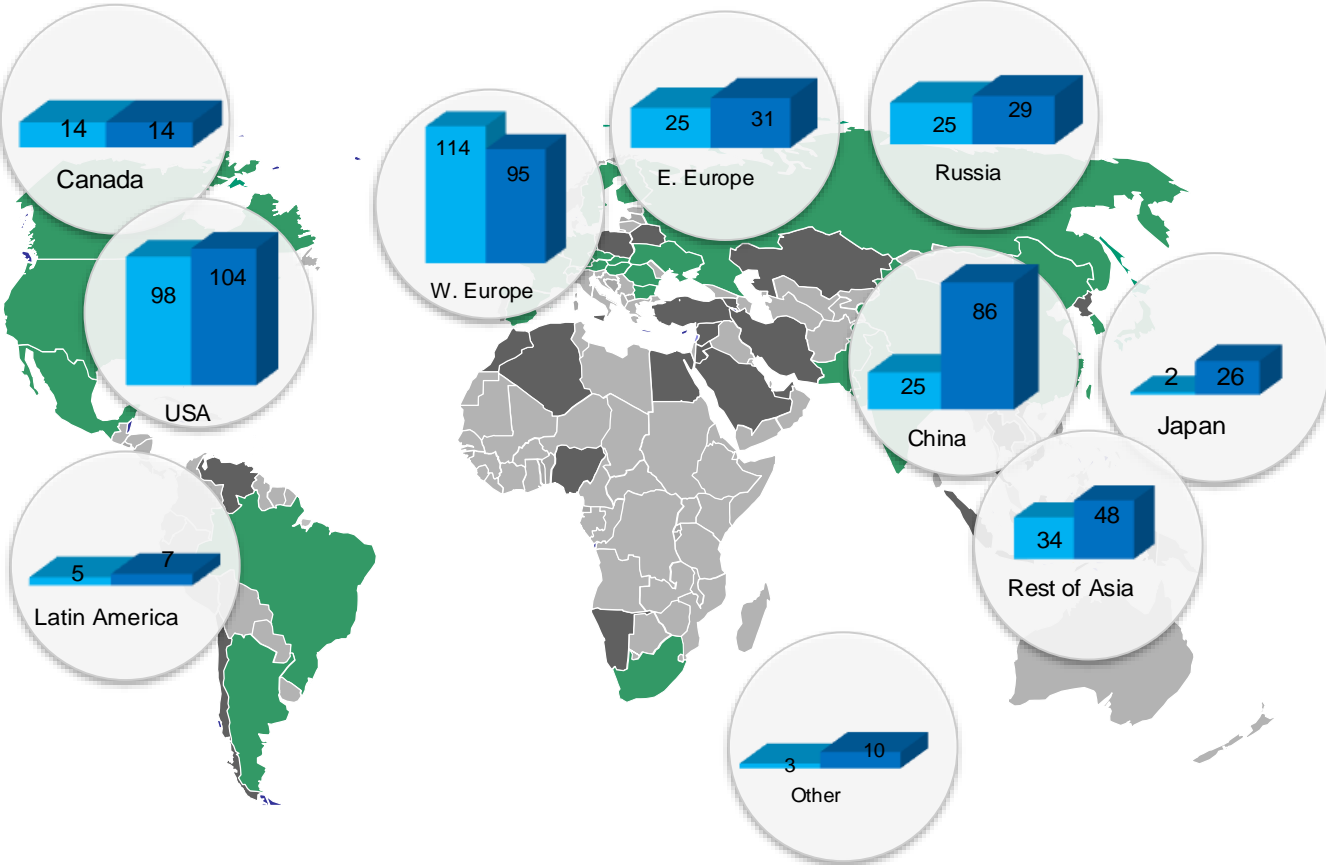 14 14
Canada
98 104
USA
5 7
Latin America
114 95
W. Europe
25 31
E. Europe
25 29
Russia
25 86
China
2 26
Japan
34 48
Rest of Asia
3 10
Other